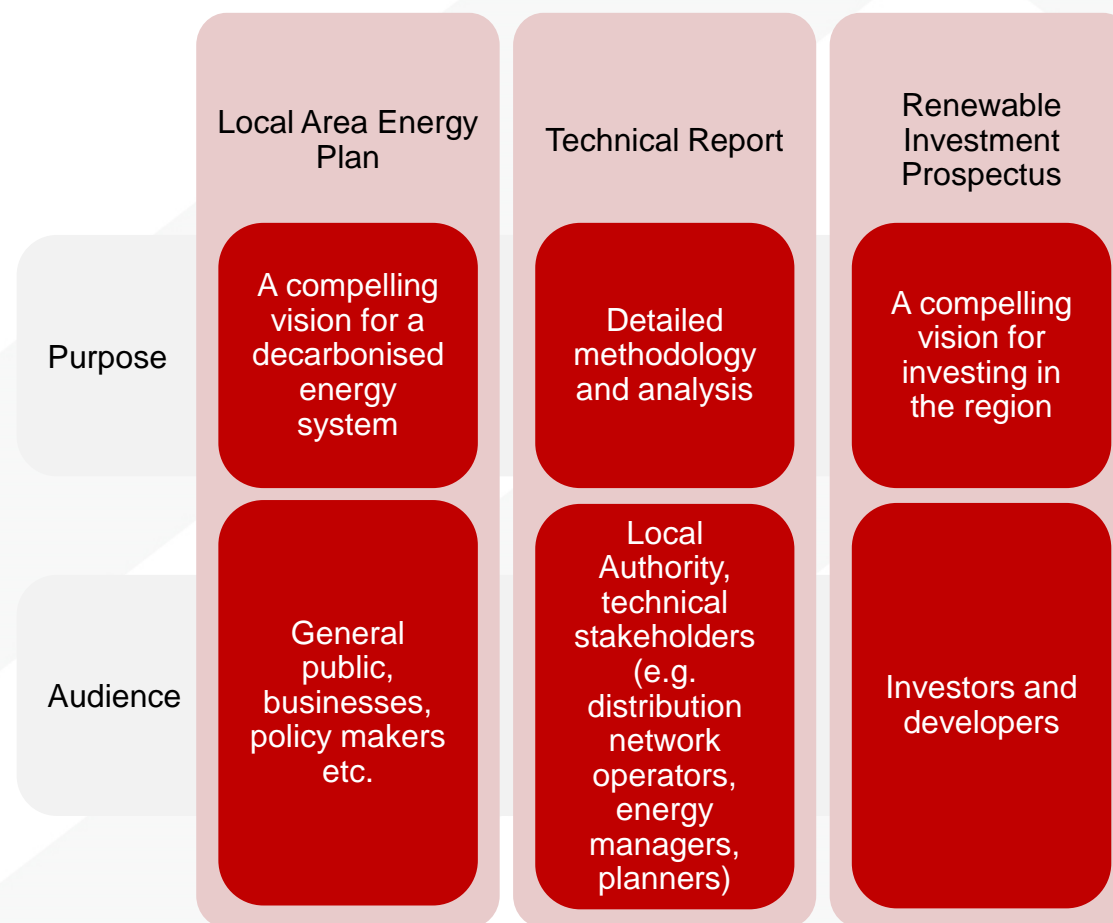 Local Area Energy
Plan
Technical Report
Renewable
Investment
Prospectus
Purpose
A compelling
vision for a
decarbonised
energy
system
Detailed
methodology
and analysis
A compelling
vision for
investing in
the region
Audience
General
public,
businesses,
policy makers
etc.
Local
Authority,
technical
stakeholders
(e.g.
distribution
network
operators,
energy
managers,
planners)
Investors and
developers